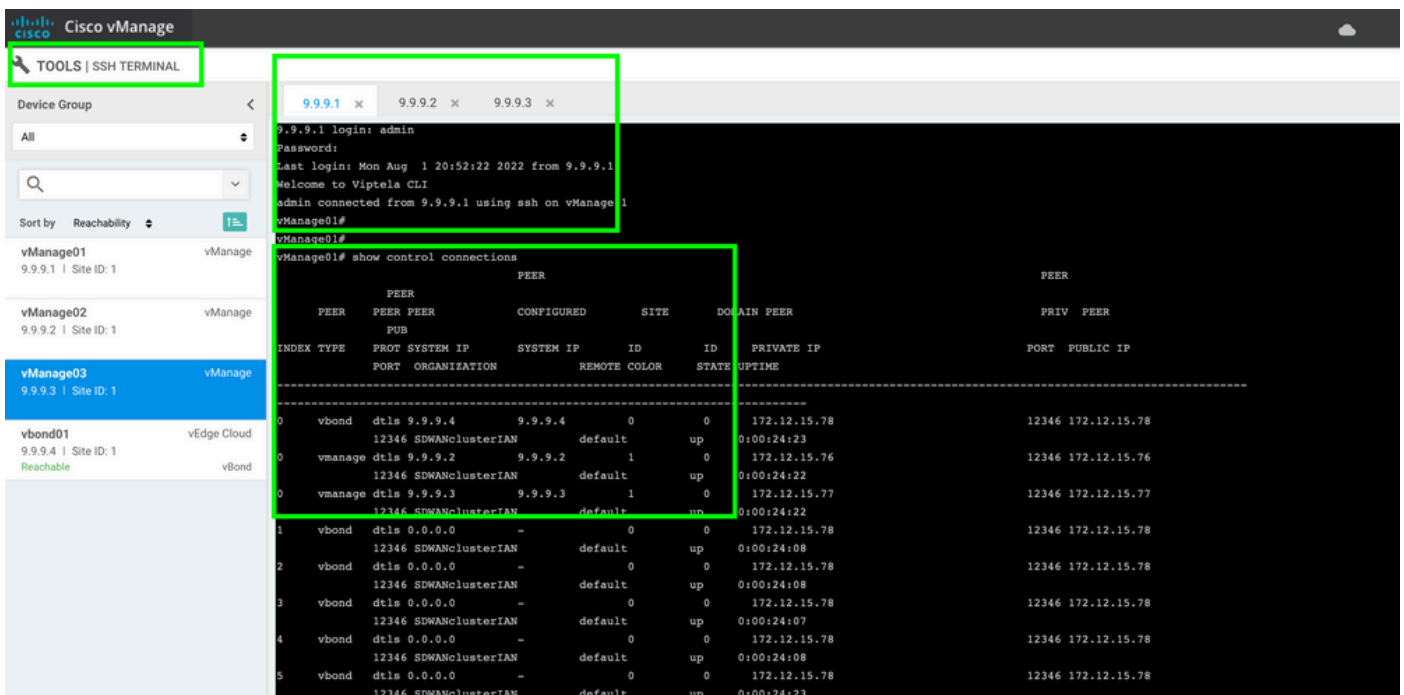 CISCO Cisco vManage
TOOLS | SSH TERMINAL
Device Group
All
Sort by Reachability
vManage01 vManage
9.9.9.1 | Site ID: 1
vManage02 vManage
9.9.9.2 | Site ID: 1
vManage03 vManage
9.9.9.3 | Site ID: 1
vbond01 vEdge Cloud
9.9.9.4 | Site ID: 1
Reachable vBond
9.9.9.1 × 9.9.9.2 × 9.9.9.3 ×
9.9.9.1 login: admin
Password:
Last login: Mon Aug 1 20:52:22 2022 from 9.9.9.1
Welcome to Viptela CLI
admin connected from 9.9.9.1 using ssh on vManage01
vManage01#
vManage01#
vManage01# show control connections
PEER PEER
PEER
PEER PEER PEER CONFIGURED SITE DOMAIN PEER PRIV PEER
PUB
INDEX TYPE PROT SYSTEM IP SYSTEM IP ID ID PRIVATE IP PORT PUBLIC IP
PORT ORGANIZATION REMOTE COLOR STATE UPTIME
--------------------------------------------------------------------------------
--------------------------------------------
0 vbond dtls 9.9.9.4 9.9.9.4 0 0 172.12.15.78 12346 172.12.15.78
12346 SDWANclusterIAN default up 0:00:24:23
0 vmanage dtls 9.9.9.2 9.9.9.2 1 0 172.12.15.76 12346 172.12.15.76
12346 SDWANclusterIAN default up 0:00:24:22
0 vmanage dtls 9.9.9.3 9.9.9.3 1 0 172.12.15.77 12346 172.12.15.77
12346 SDWANclusterIAN default up 0:00:24:22
1 vbond dtls 0.0.0.0 - 0 0 172.12.15.78 12346 172.12.15.78
12346 SDWANclusterIAN default up 0:00:24:08
2 vbond dtls 0.0.0.0 - 0 0 172.12.15.78 12346 172.12.15.78
12346 SDWANclusterIAN default up 0:00:24:08
3 vbond dtls 0.0.0.0 - 0 0 172.12.15.78 12346 172.12.15.78
12346 SDWANclusterIAN default up 0:00:24:07
4 vbond dtls 0.0.0.0 - 0 0 172.12.15.78 12346 172.12.15.78
12346 SDWANclusterIAN default up 0:00:24:08
5 vbond dtls 0.0.0.0 - 0 0 172.12.15.78 12346 172.12.15.78
12346 SDWANclusterIAN default up 0:00:24:23